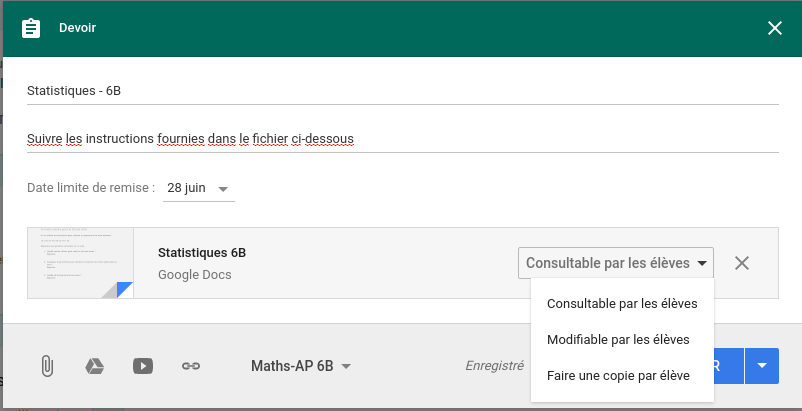 Devoir
Statistiques - 6B
Suivre les instructions fournies dans le fichier ci-dessous
Date limite de remise : 28 juin
Statistiques 6B
Google Docs
Consultable par les élèves
Consultable par les élèves
Modifiable par les élèves
Faire une copie par élève
Maths-AP 6B
Enregistré
R